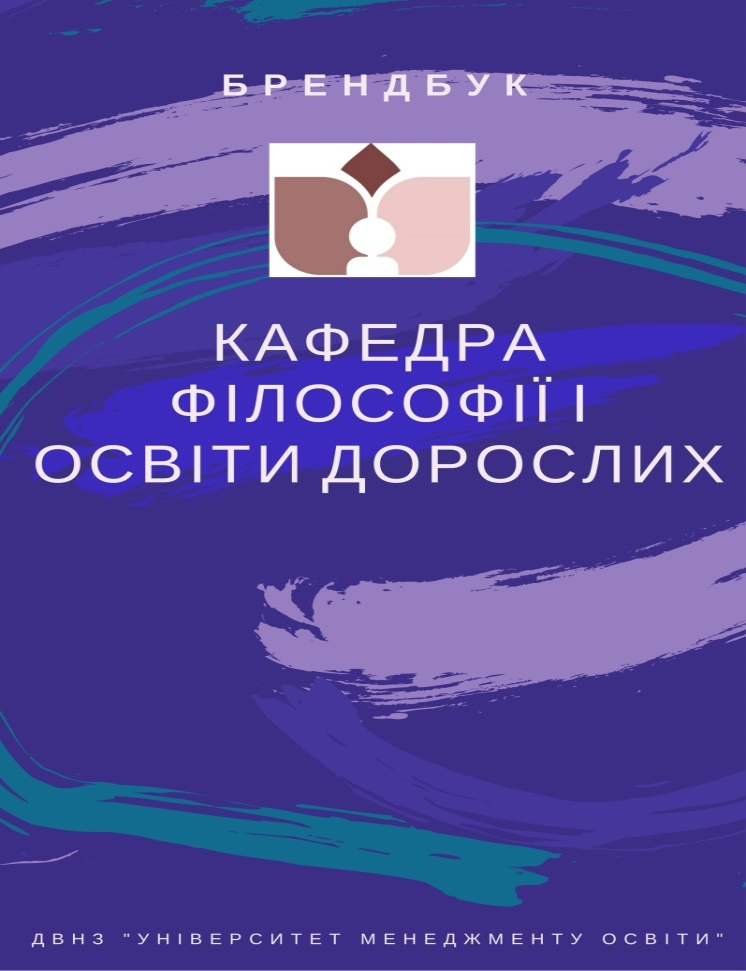 БРЕНДБУК
КАФЕДРА
ФІЛОСОФІЇ І
ОСВІТИ ДОРОСЛИХ
ДВНЗ "УНІВЕРСИТЕТ МЕНЕДЖМЕНТУ ОСВІТИ"